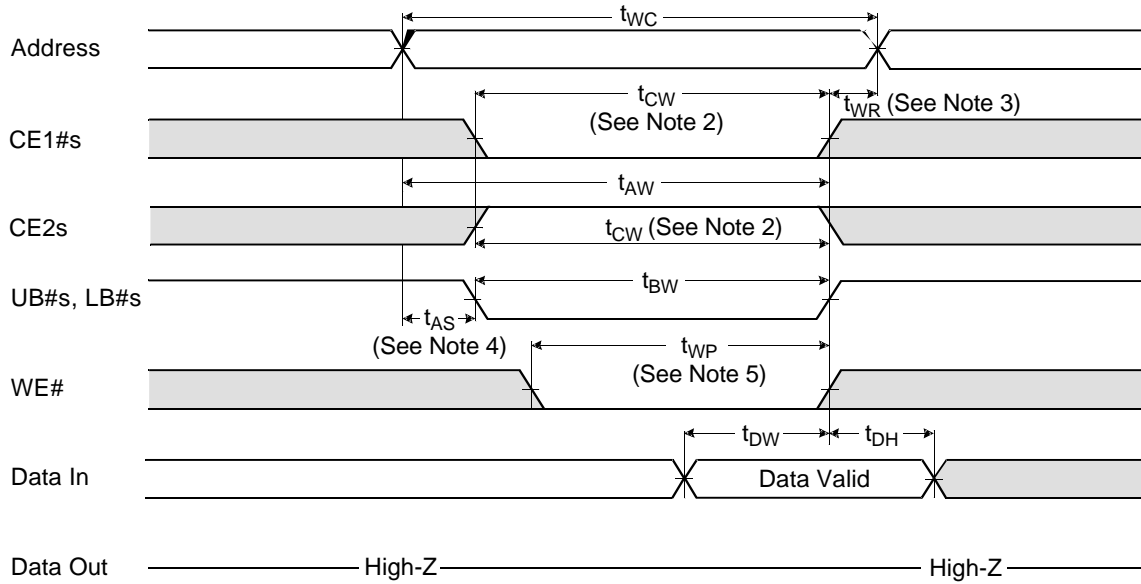 tWC
Address
tCW
(See Note 2)
tWR (See Note 3)
CE1#s
tAW
CE2s
tCW (See Note 2)
UB#s, LB#s
tBW
tAS
(See Note 4)
tWP
(See Note 5)
WE#
tDW
tDH
Data In
Data Valid
Data Out
High-Z
High-Z